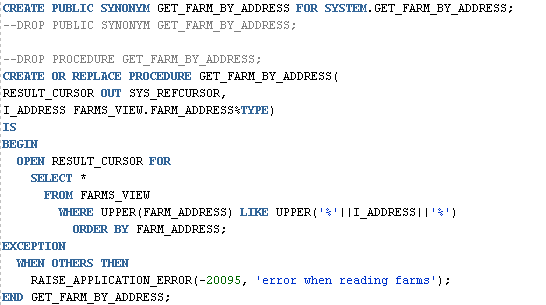 CREATE PUBLIC SYNONYM GET_FARM_BY_ADDRESS FOR SYSTEM.GET_FARM_BY_ADDRESS;
--DROP PUBLIC SYNONYM GET_FARM_BY_ADDRESS;
--DROP PROCEDURE GET_FARM_BY_ADDRESS;
CREATE OR REPLACE PROCEDURE GET_FARM_BY_ADDRESS(
RESULT_CURSOR OUT SYS_REFCURSOR,
I_ADDRESS FARMS_VIEW.FARM_ADDRESS%TYPE)
IS
BEGIN
OPEN RESULT_CURSOR FOR
SELECT *
FROM FARMS_VIEW
WHERE UPPER(FARM_ADDRESS) LIKE UPPER('%'||I_ADDRESS||'%')
ORDER BY FARM_ADDRESS;
EXCEPTION
WHEN OTHERS THEN
RAISE_APPLICATION_ERROR(-20095, 'error when reading farms');
END GET_FARM_BY_ADDRESS;